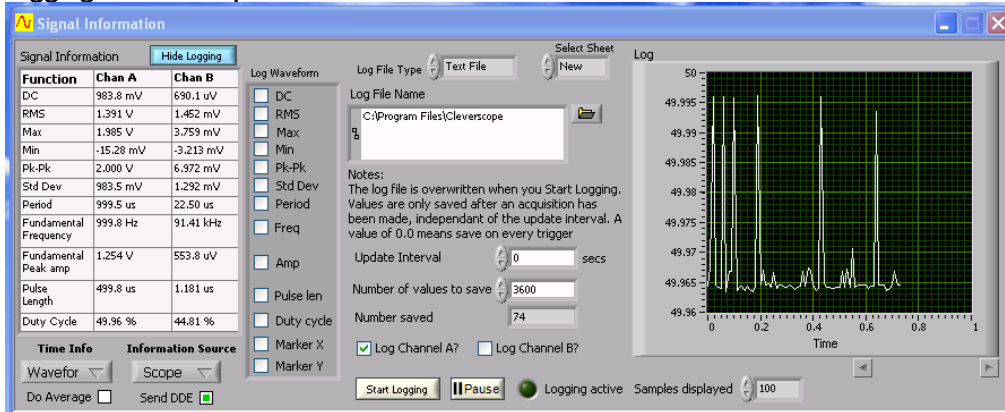 Signal Information
Signal Information
Hide Logging
Function Chan A Chan B
DC 983.8 mV 690.1 uV
RMS 1.391 V 1.452 mV
Max 1.985 V 3.759 mV
Min -15.28 mV -3.213 mV
Pk-Pk 2.000 V 6.972 mV
Std Dev 983.5 mV 1.292 mV
Period 999.5 us 22.50 us
Fundamental
Frequency
999.8 Hz 91.41 kHz
Fundamental
Peak amp
1.254 V 553.8 uV
Pulse
Length
499.8 us 1.181 us
Duty Cycle 49.96 % 44.81 %
Time Info Information Source
Wavefor Scope
Do Average Send DDE
Log Waveform
DC
RMS
Max
Min
Pk-Pk
Std Dev
Period
Freq
Amp
Pulse len
Duty cycle
Marker X
Marker Y
Log File Type Text File
Select Sheet
New
Log File Name
C:\Program Files\Cleverscope
Notes:
The log file is overwritten when you Start Logging.
Values are only saved after an acquisition has
been made, independant of the update interval. A
value of 0.0 means save on every trigger
Update Interval 0 secs
Number of values to save 3600
Number saved 74
Log Channel A? Log Channel B?
Start Logging Pause Logging active
Log
50
49.995
49.99
49.985
49.98
49.975
49.97
49.965
49.96
0 0.2 0.4 0.6 0.8 1
Time
Samples displayed 100